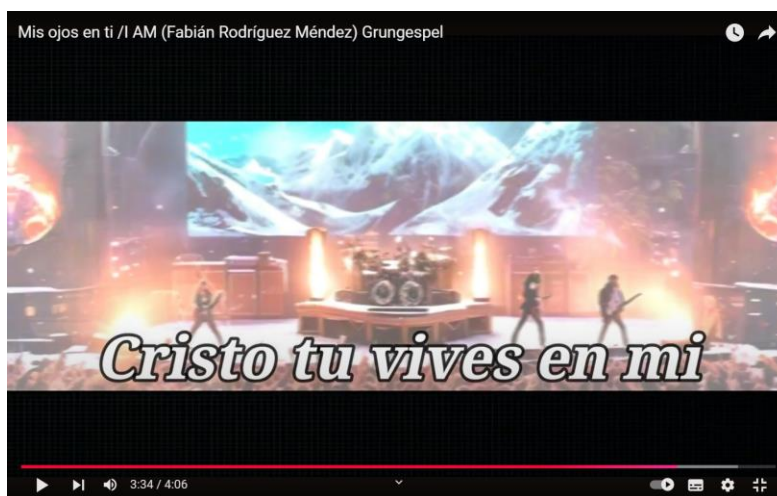 Mis ojos en ti /I AM (Fabián Rodríguez Méndez) Grungespel
Cristo tu vives en mi
3:34 / 4:06